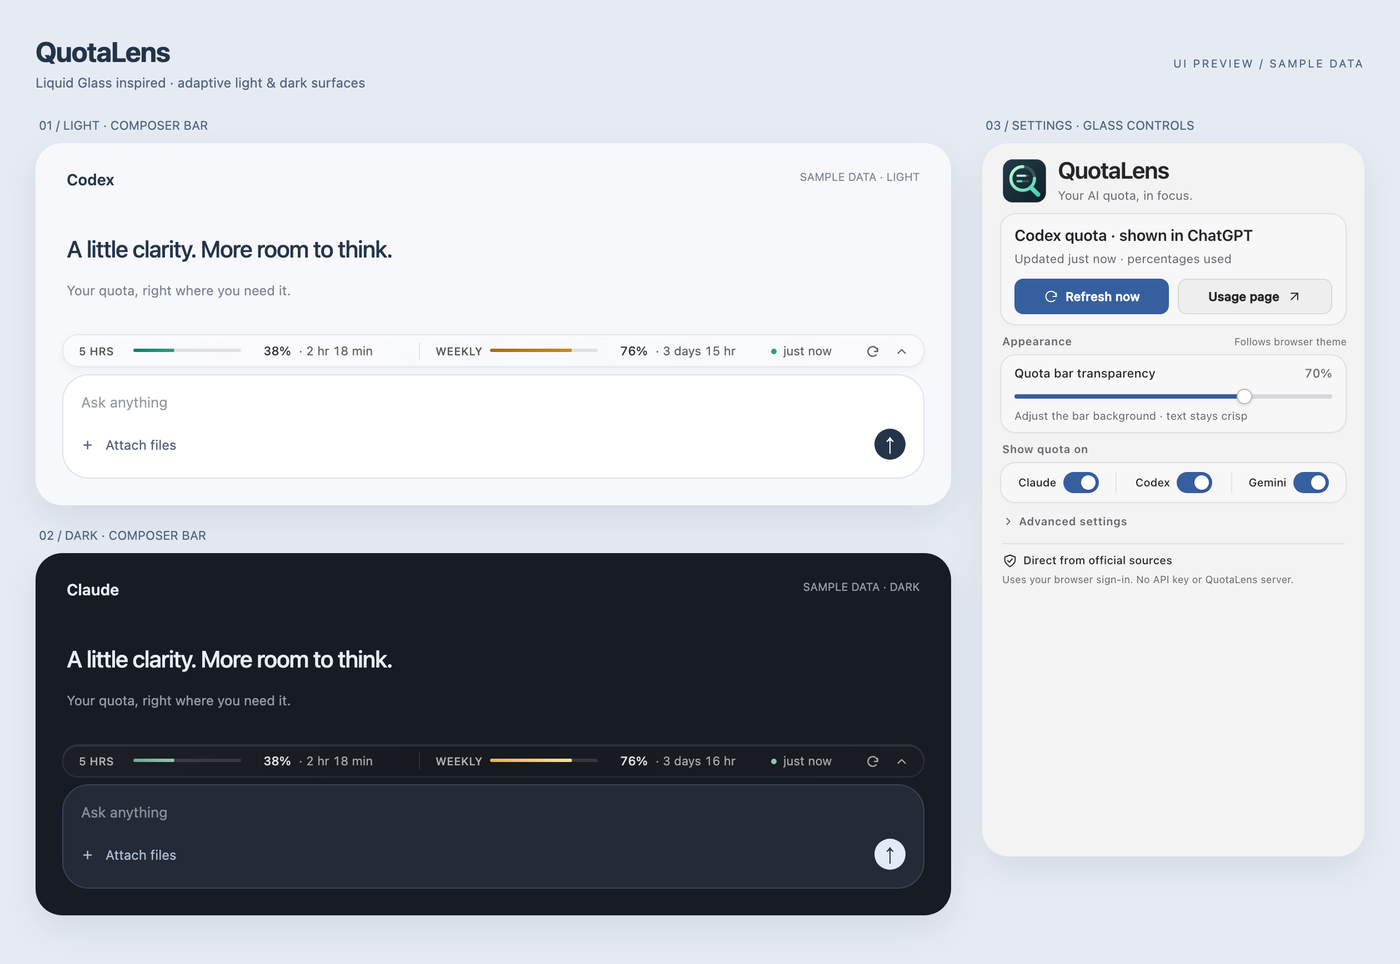 QuotaLens
Liquid Glass inspired · adaptive light & dark surfaces
UI PREVIEW / SAMPLE DATA
01 / LIGHT · COMPOSER BAR
Codex
SAMPLE DATA · LIGHT
A little clarity. More room to think.
Your quota, right where you need it.
5 HRS 38% · 2 hr 18 min WEEKLY 76% · 3 days 15 hr just now
Ask anything
+ Attach files
02 / DARK · COMPOSER BAR
Claude
SAMPLE DATA · DARK
A little clarity. More room to think.
Your quota, right where you need it.
5 HRS 38% · 2 hr 18 min WEEKLY 76% · 3 days 16 hr just now
Ask anything
+ Attach files
03 / SETTINGS · GLASS CONTROLS
QuotaLens
Your AI quota, in focus.
Codex quota · shown in ChatGPT
Updated just now · percentages used
Refresh now Usage page
Appearance Follows browser theme
Quota bar transparency 70%
Adjust the bar background · text stays crisp
Show quota on
Claude Codex Gemini
Advanced settings
Direct from official sources
Uses your browser sign-in. No API key or QuotaLens server.